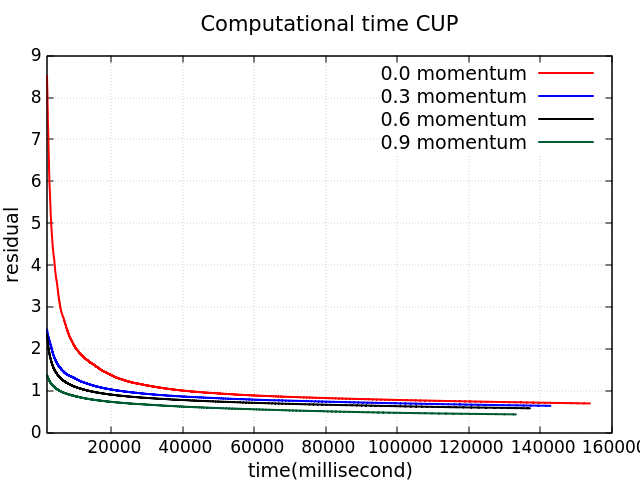 Computational time CUP
0.0 momentum
0.3 momentum
0.6 momentum
0.9 momentum
residual
9
8
7
6
5
4
3
2
1
0
20000 40000 60000 80000 100000 120000 140000 160000
time(millisecond)